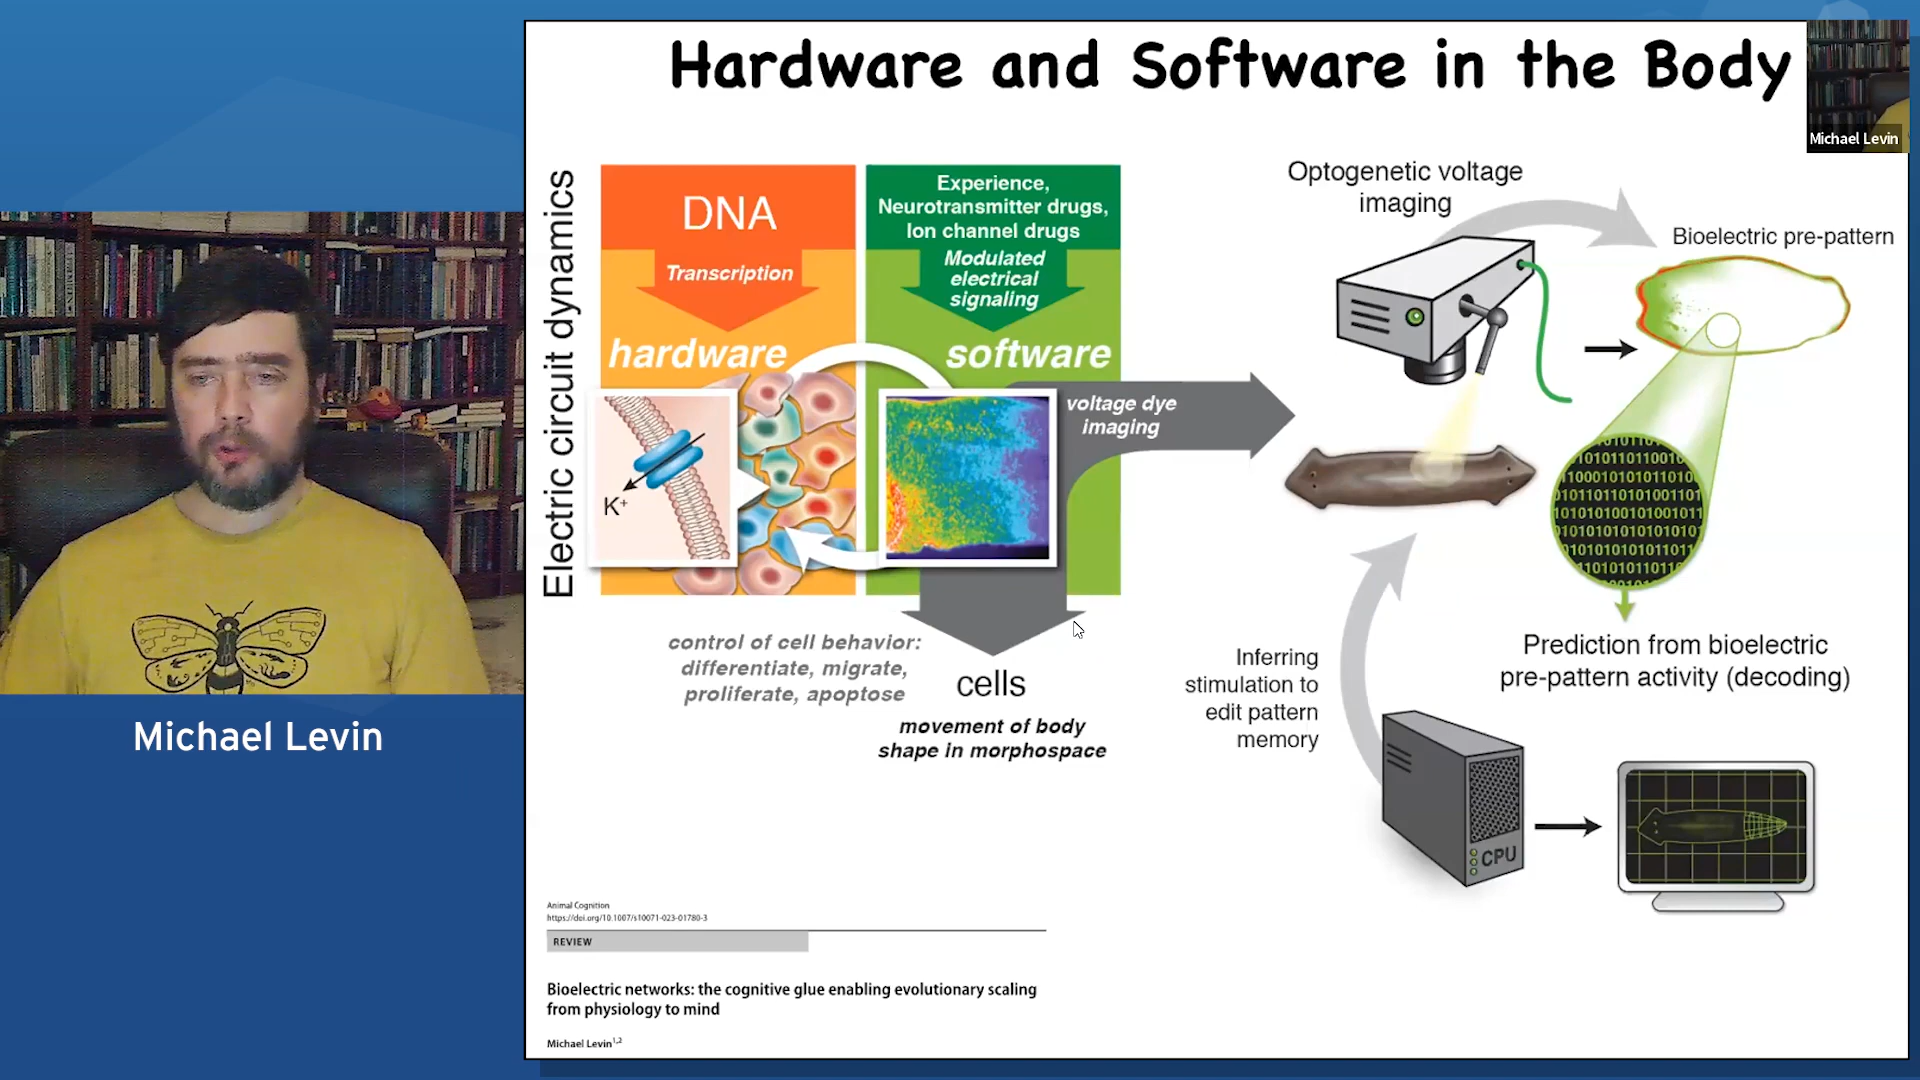 Hardware and Software in the Body
Michael Levin
Electric circuit dynamics
DNA
Transcription
hardware
K+
Experience,
Neurotransmitter drugs,
Ion channel drugs
Modulated
electrical
signaling
software
voltage dye
imaging
control of cell behavior:
differentiate, migrate,
proliferate, apoptose
cells
movement of body
shape in morphospace
Optogenetic voltage
imaging
Bioelectric pre-pattern
Prediction from bioelectric
pre-pattern activity (decoding)
Inferring
stimulation to
edit pattern
memory
CPU
Michael Levin
Animal Cognition
https://doi.org/10.1007/s10071-023-01780-3
REVIEW
Bioelectric networks: the cognitive glue enabling evolutionary scaling
from physiology to mind
Michael Levin1,2